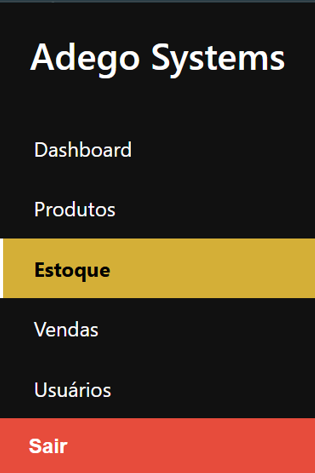 Adego Systems
Dashboard
Produtos
Estoque
Vendas
Usuários
Sair